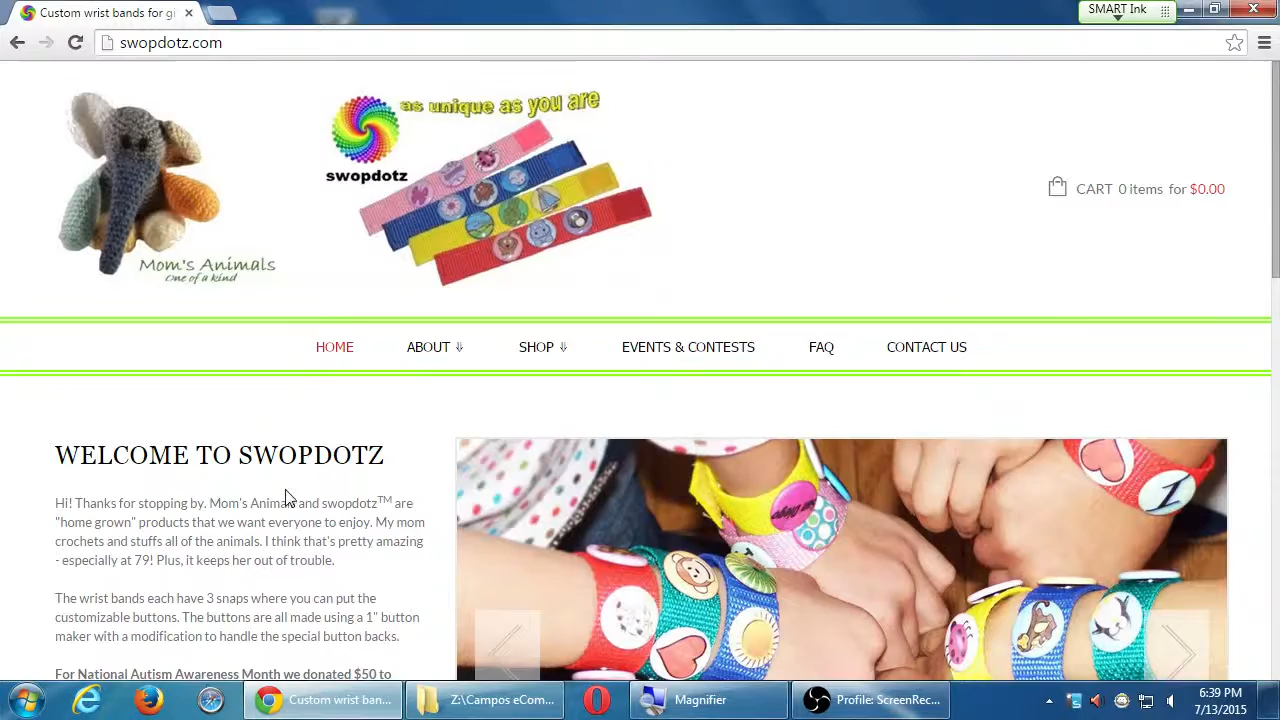 Custom wrist bands for gi
SMART Ink
swopdotz.com
as unique as you are
swopdotz
Mom's Animals
One of a kind
CART 0 items for $0.00
HOME
ABOUT ⇓
SHOP ⇓
EVENTS & CONTESTS
FAQ
CONTACT US
WELCOME TO SWOPDOTZ
Hi! Thanks for stopping by. Mom's Animals and swopdotz™ are
"home grown" products that we want everyone to enjoy. My mom
crochets and stuffs all of the animals. I think that's pretty amazing
- especially at 79! Plus, it keeps her out of trouble.
The wrist bands each have 3 snaps where you can put the
customizable buttons. The buttons are all made using a 1" button
maker with a modification to handle the special button backs.
For National Autism Awareness Month we donated $50 to
Custom wrist ban...
Z:\Campos eCom...
Magnifier
Profile: ScreenRec...
6:39 PM
7/13/2015